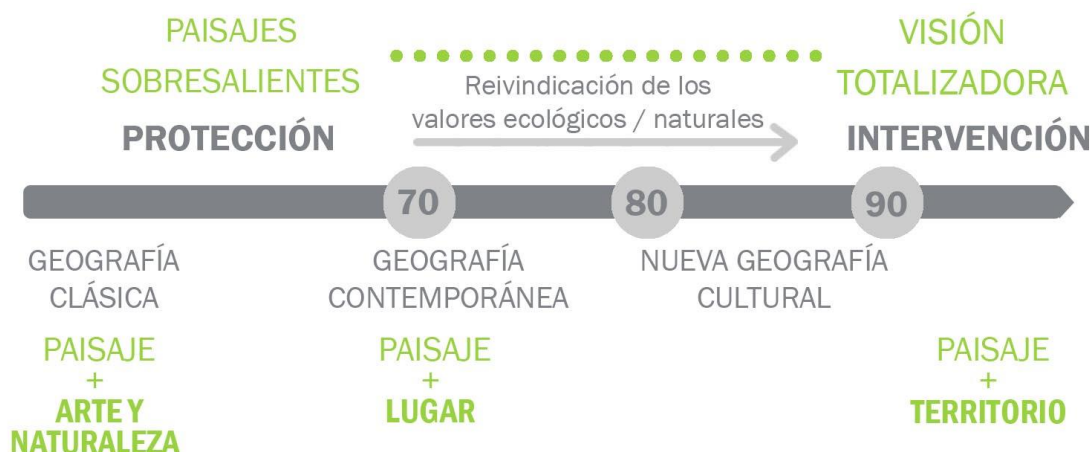 PAISAJES
SOBRESALIENTES
PROTECCIÓN
Reivindicación de los
valores ecológicos / naturales
VISIÓN
TOTALIZADORA
INTERVENCIÓN
70
80
90
GEOGRAFÍA
CLÁSICA
GEOGRAFÍA
CONTEMPORÁNEA
NUEVA GEOGRAFÍA
CULTURAL
PAISAJE
+
ARTE Y
NATURALEZA
PAISAJE
+
LUGAR
PAISAJE
+
TERRITORIO